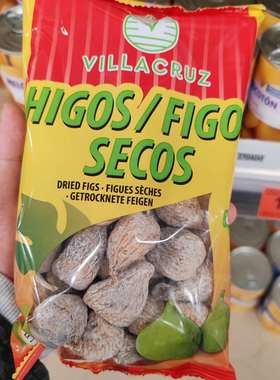 VILLACRUZ
HIGOS/FIGO
SECOS
DRIED FIGS · FIGUES SÈCHES
· GETROCKNETE FEIGEN